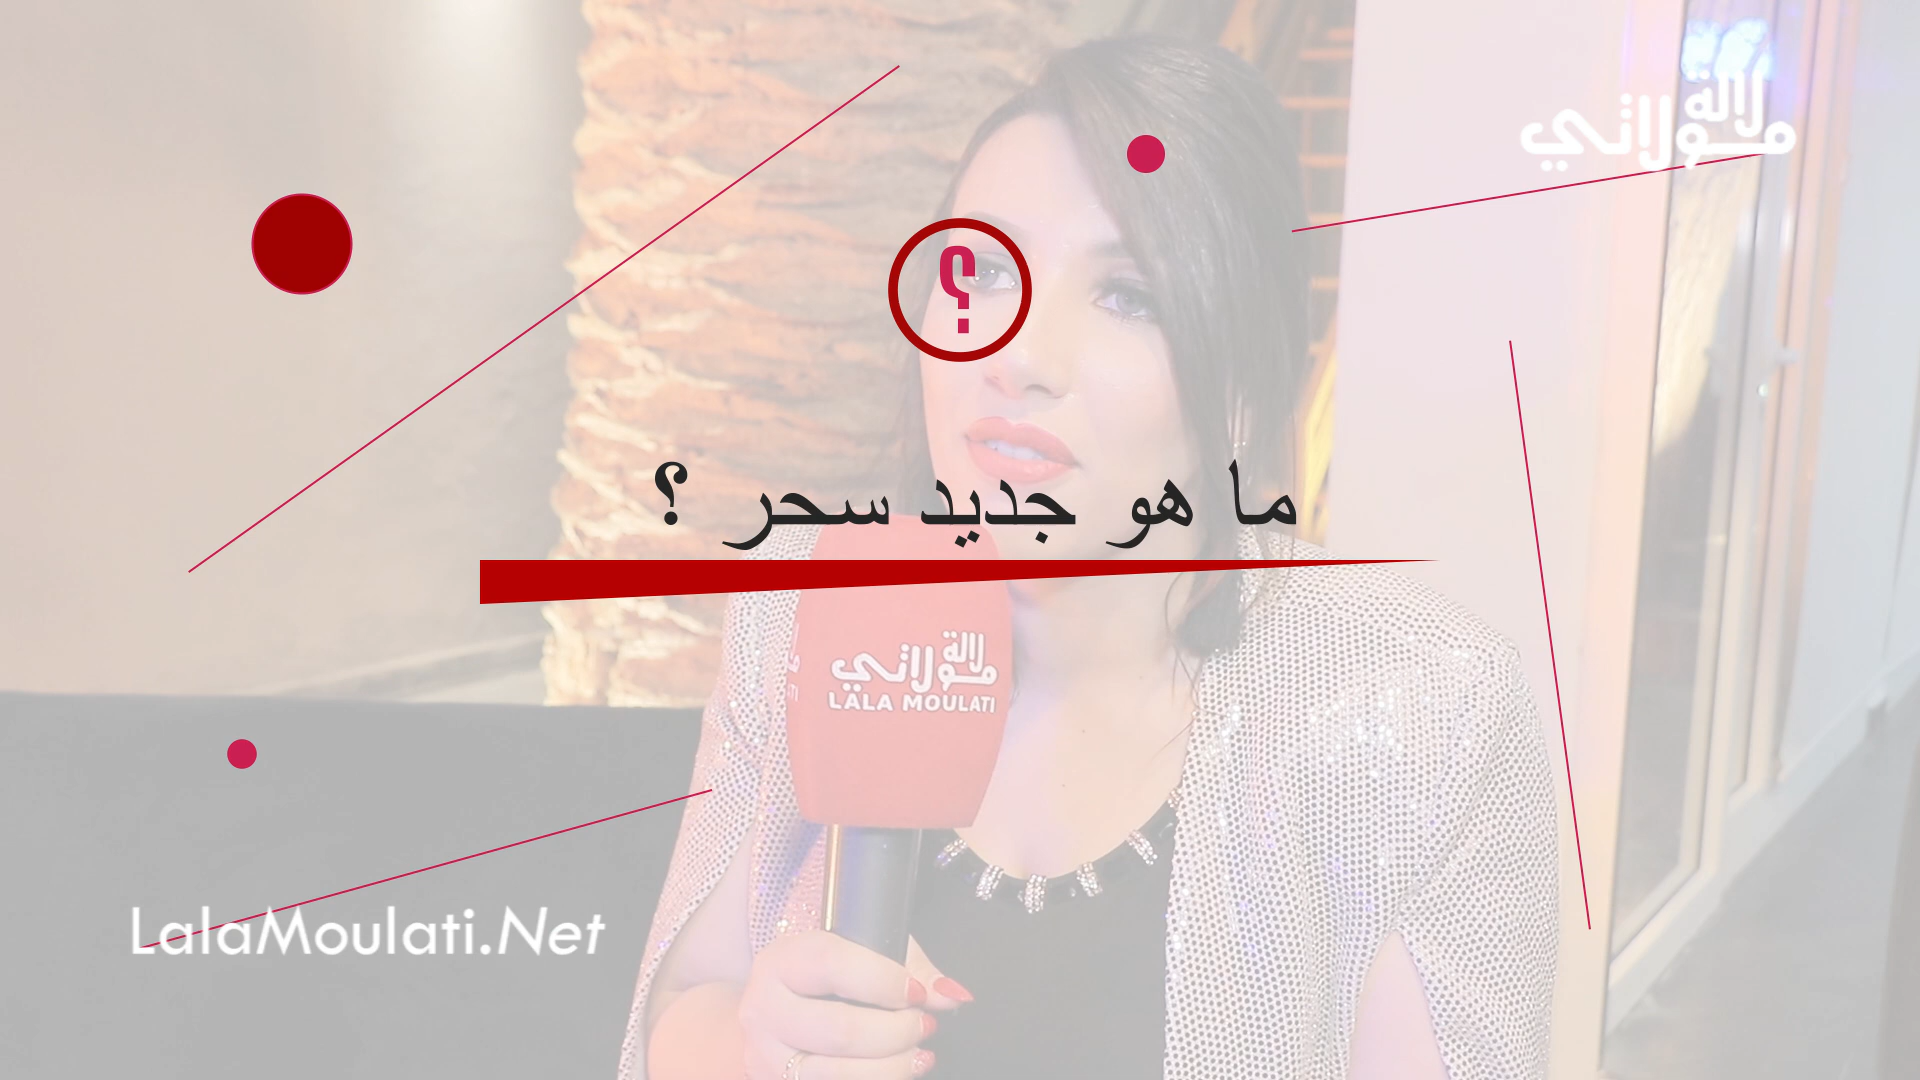 لالة
مولاتي
؟
ما هو جديد سحر ؟
لالة
مولاتي
LALA MOULATI
LalaMoulati.Net